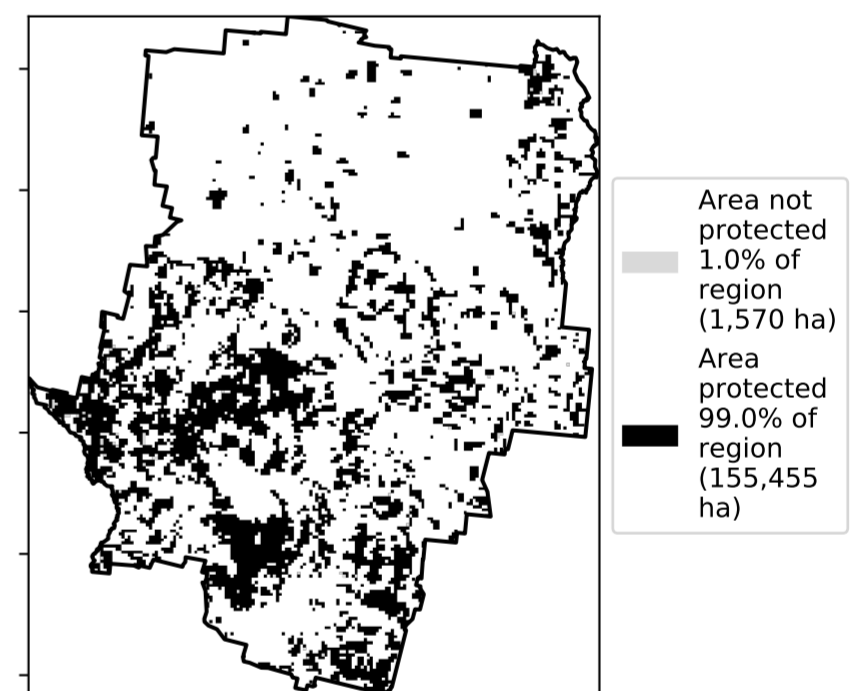 Area not
protected
1.0% of
region
(1,570 ha)
Area
protected
99.0% of
region
(155,455
ha)